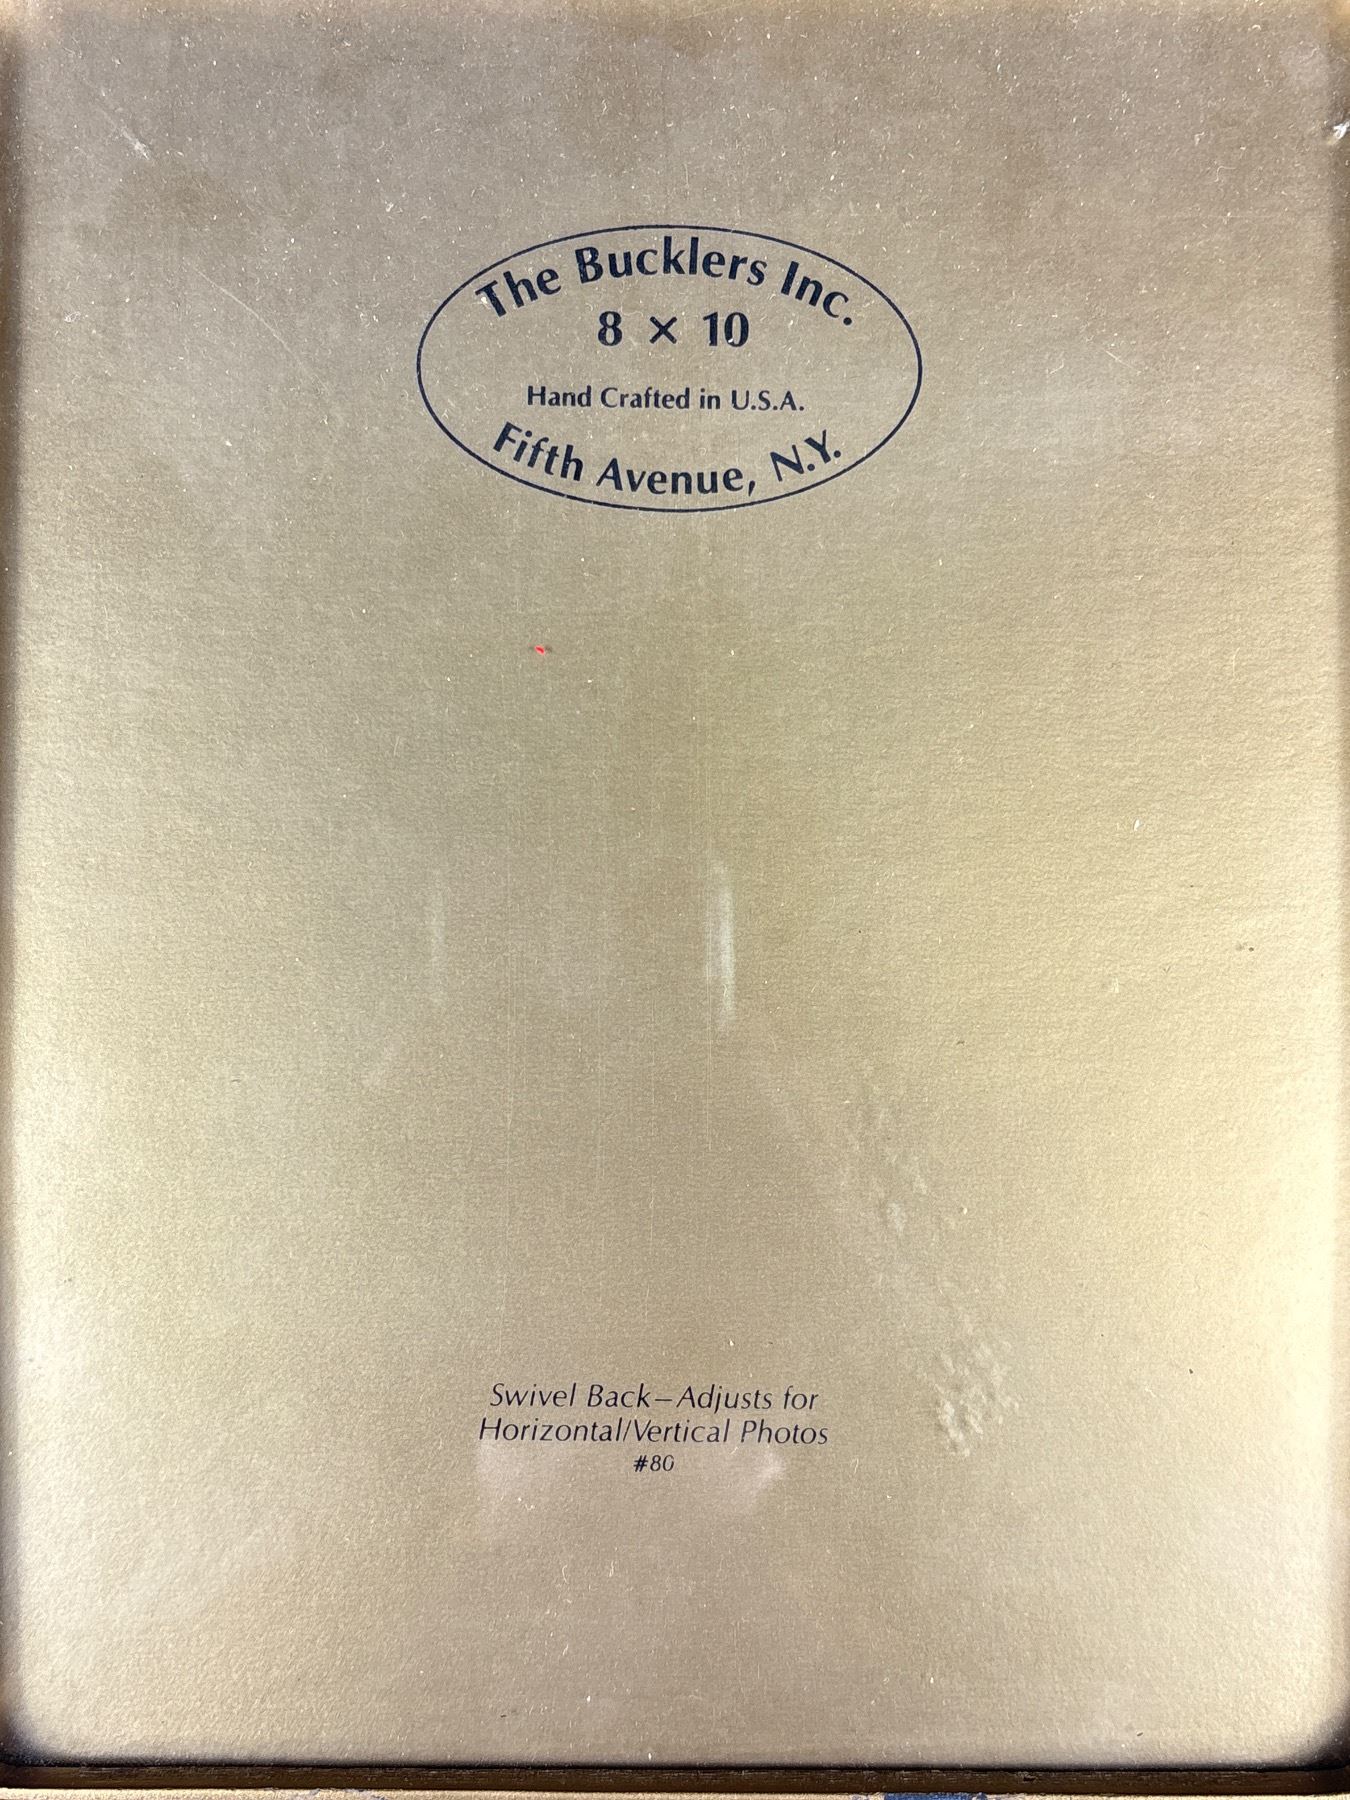 The Bucklers Inc.
8 × 10
Hand Crafted in U.S.A.
Fifth Avenue, N.Y.
Swivel Back–Adjusts for
Horizontal/Vertical Photos
#80